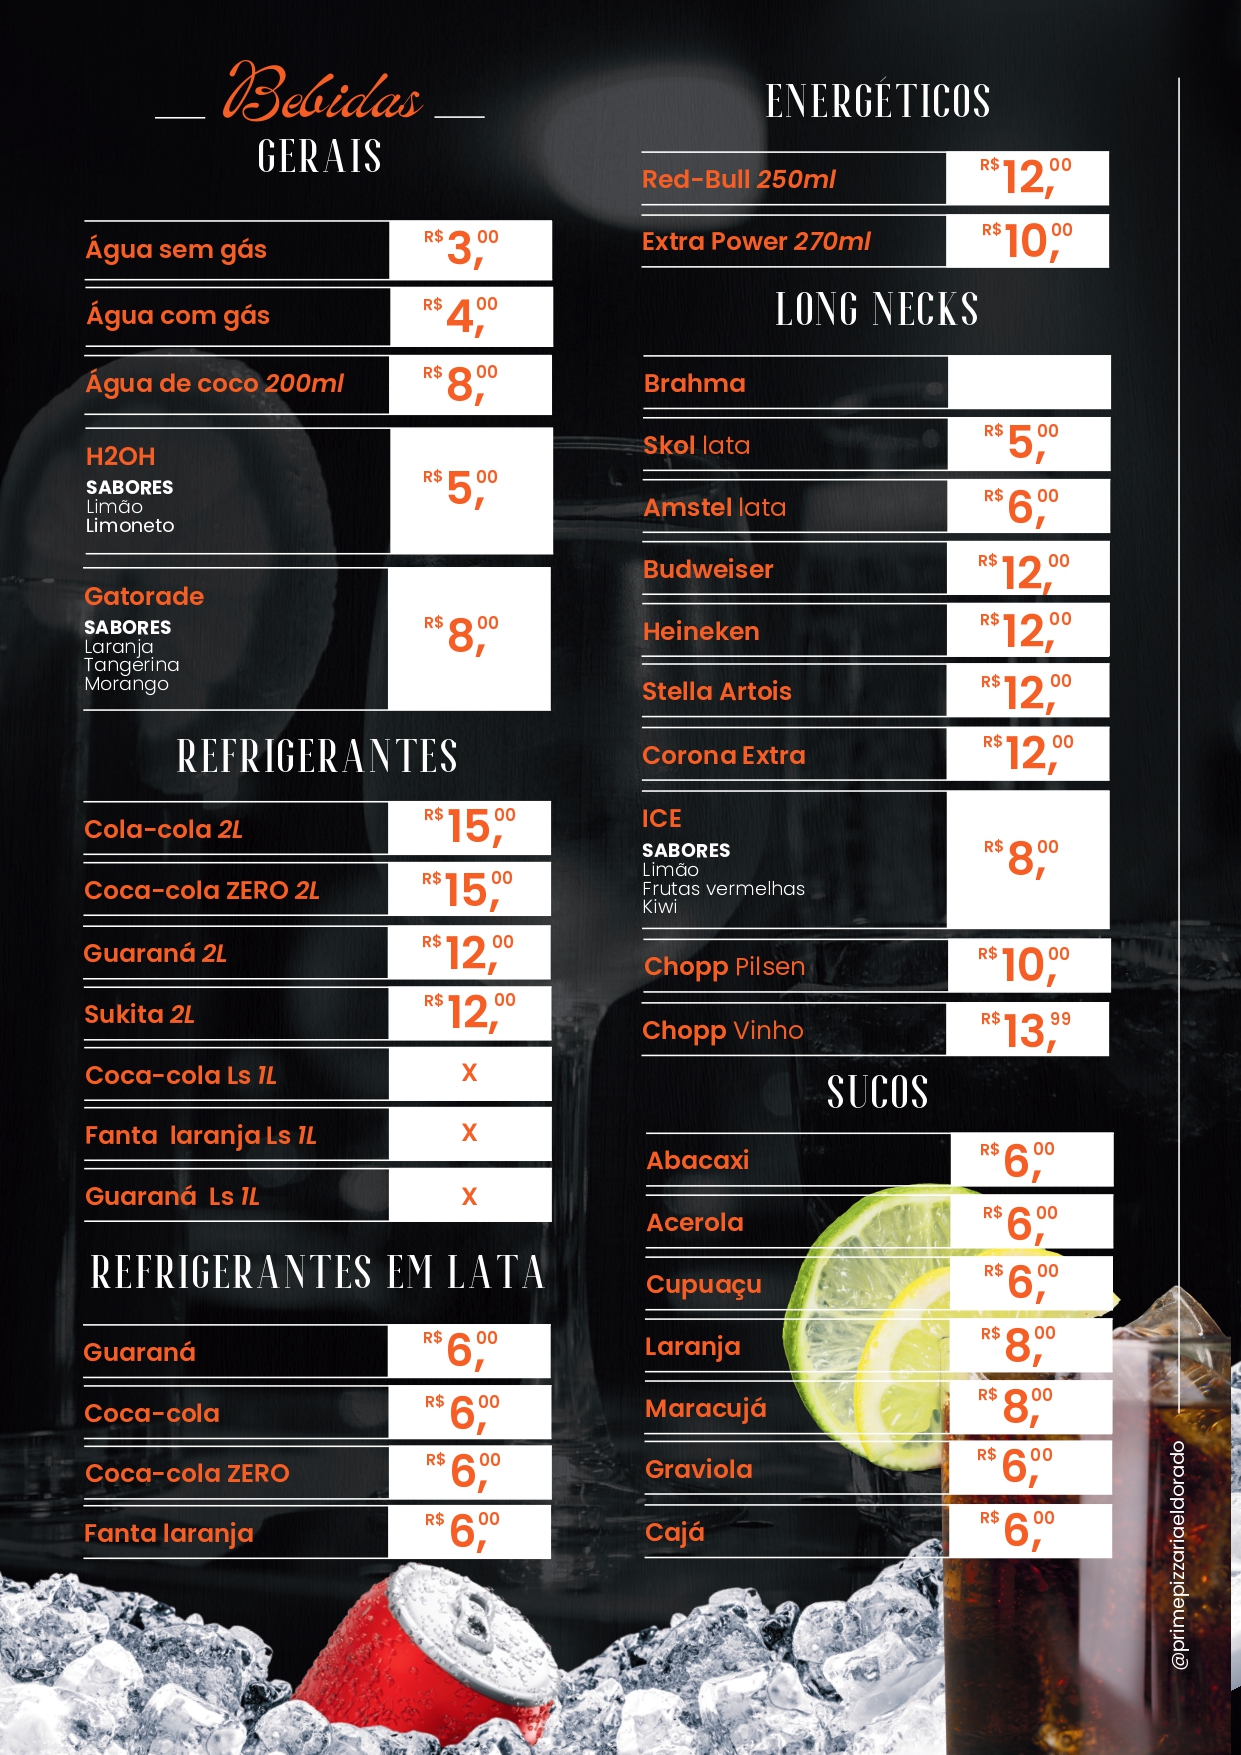 Bebidas
GERAIS
Água sem gás R$3,00
Água com gás R$4,00
Água de coco 200ml R$8,00
H2OH R$5,00
SABORES
Limão
Limoneto
Gatorade R$8,00
SABORES
Laranja
Tangerina
Morango
REFRIGERANTES
Cola-cola 2L R$15,00
Coca-cola ZERO 2L R$15,00
Guaraná 2L R$12,00
Sukita 2L R$12,00
Coca-cola Ls 1L X
Fanta laranja Ls 1L X
Guaraná Ls 1L X
REFRIGERANTES EM LATA
Guaraná R$6,00
Coca-cola R$6,00
Coca-cola ZERO R$6,00
Fanta laranja R$6,00
ENERGÉTICOS
Red-Bull 250ml R$12,00
Extra Power 270ml R$10,00
LONG NECKS
Brahma
Skol lata R$5,00
Amstel lata R$6,00
Budweiser R$12,00
Heineken R$12,00
Stella Artois R$12,00
Corona Extra R$12,00
ICE R$8,00
SABORES
Limão
Frutas vermelhas
Kiwi
Chopp Pilsen R$10,00
Chopp Vinho R$13,99
SUCOS
Abacaxi R$6,00
Acerola R$6,00
Cupuaçu R$6,00
Laranja R$8,00
Maracujá R$8,00
Graviola R$6,00
Cajá R$6,00
@primepizzariaeldorado